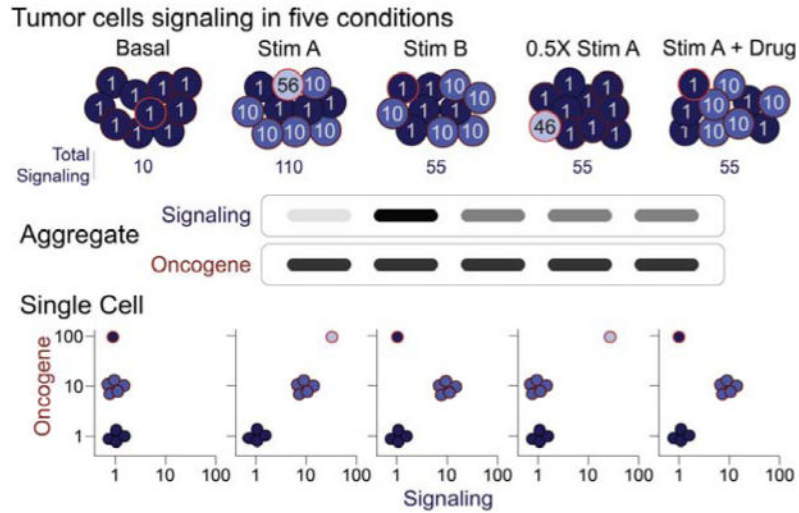 Tumor cells signaling in five conditions
Basal Stim A Stim B 0.5X Stim A Stim A + Drug
1 1 1 1 1 1 1 1 1 1
1 56 10 10 1 1 1 10 10 10 10
1 1 10 10 1 1 10 1 10 10
1 1 1 1 1 1 1 46 1 1
1 10 1 10 1 10 10 10 1
Total Signaling 10 110 55 55 55
Aggregate
Signaling
Oncogene
Single Cell
Oncogene
100
10
1
1 10 100 1 10 100 1 10 100 1 10 100 1 10 100
Signaling